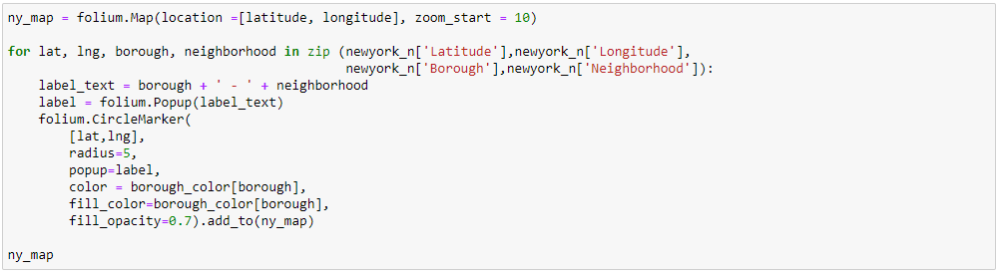 ny_map = folium.Map(location =[latitude, longitude], zoom_start = 10)
for lat, lng, borough, neighborhood in zip (newyork_n['Latitude'],newyork_n['Longitude'],
newyork_n['Borough'],newyork_n['Neighborhood']):
label_text = borough + ' - ' + neighborhood
label = folium.Popup(label_text)
folium.CircleMarker(
[lat,lng],
radius=5,
popup=label,
color = borough_color[borough],
fill_color=borough_color[borough],
fill_opacity=0.7).add_to(ny_map)
ny_map